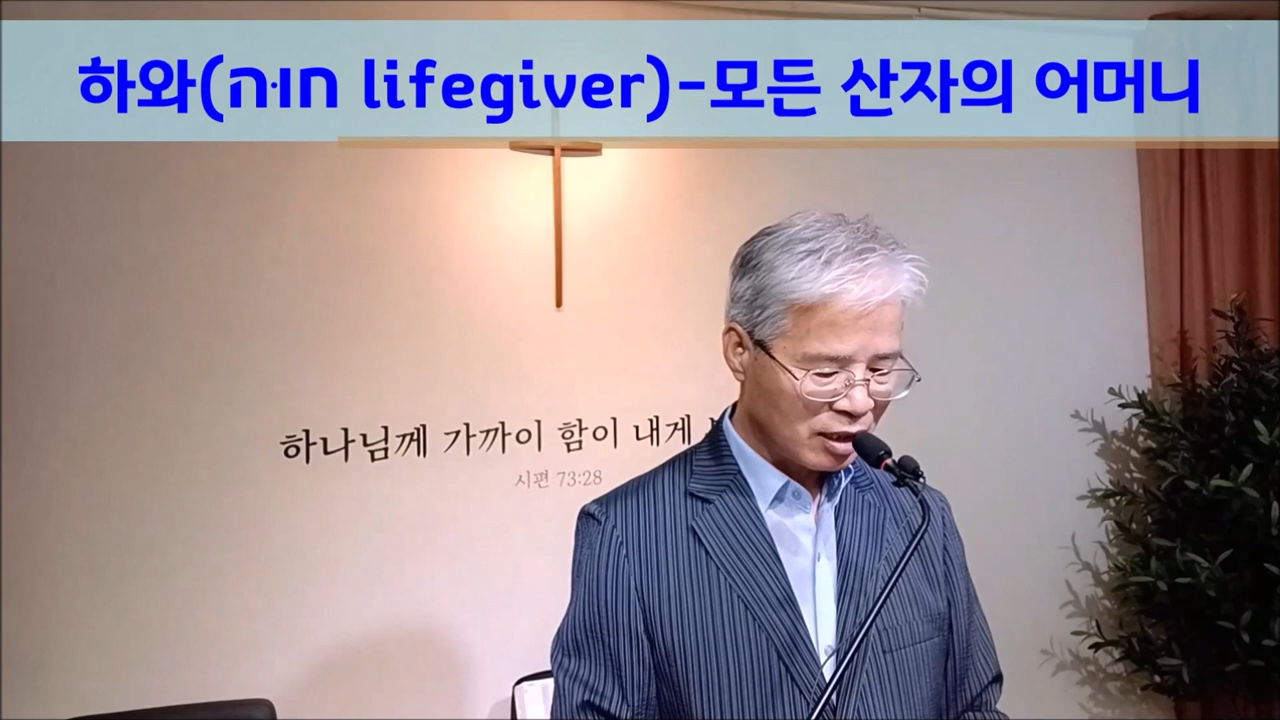 하와(חוּה lifegiver)-모든 산자의 어머니
하나님께 가까이 함이 내게
시편 73:28